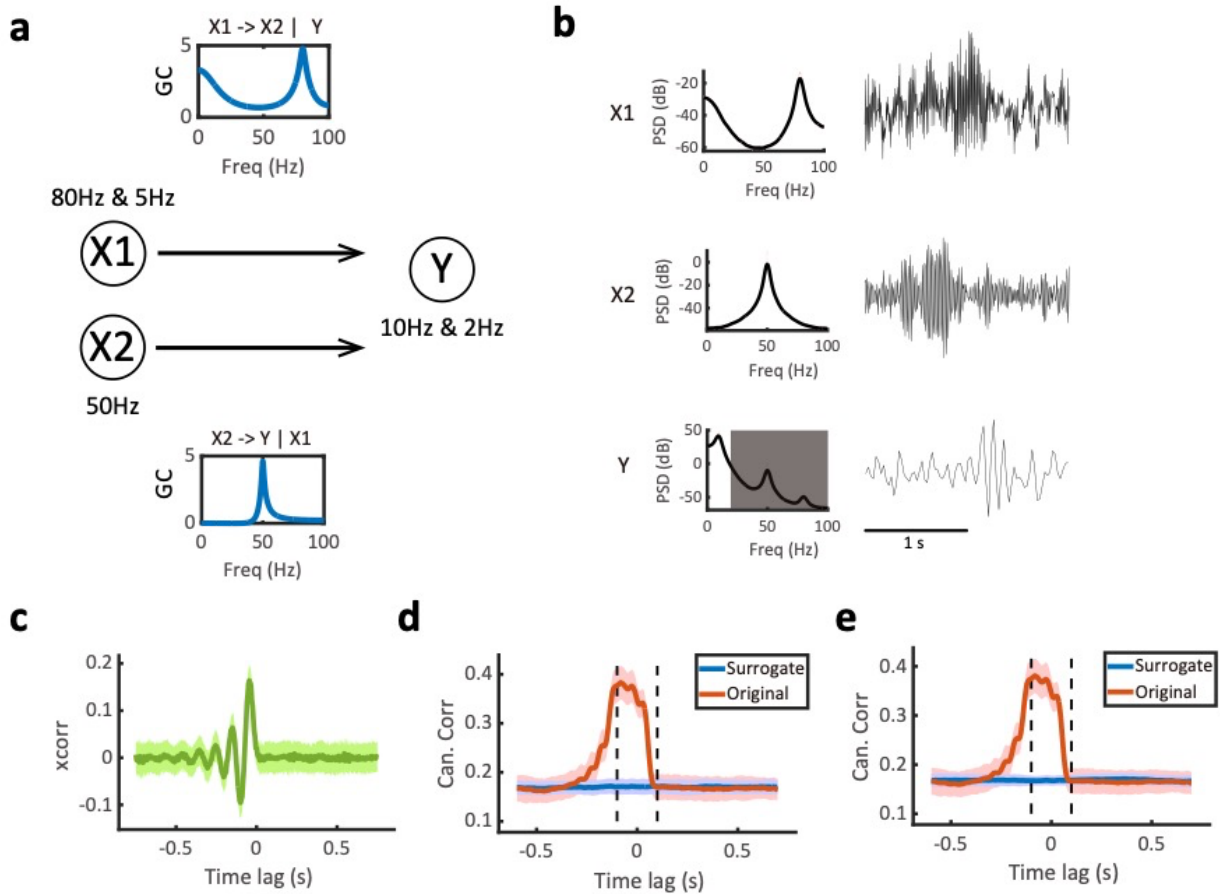 a
X1 -> X2 | Y
5
GC
0
0 50 100
Freq (Hz)
80Hz & 5Hz
X1
Y
10Hz & 2Hz
X2
50Hz
X2 -> Y | X1
5
GC
0
0 50 100
Freq (Hz)
b
X1
PSD (dB)
-20
-40
-60
0 50 100
Freq (Hz)
X2
PSD (dB)
0
-20
-40
0 50 100
Freq (Hz)
Y
PSD (dB)
50
0
-50
0 50 100
Freq (Hz)
1 s
c
xcorr
0.2
0.1
0
-0.1
-0.5 0 0.5
Time lag (s)
d
Can. Corr
0.4
0.3
0.2
0.1
Surrogate
Original
-0.5 0 0.5
Time lag (s)
e
Can. Corr
0.4
0.3
0.2
0.1
Surrogate
Original
-0.5 0 0.5
Time lag (s)